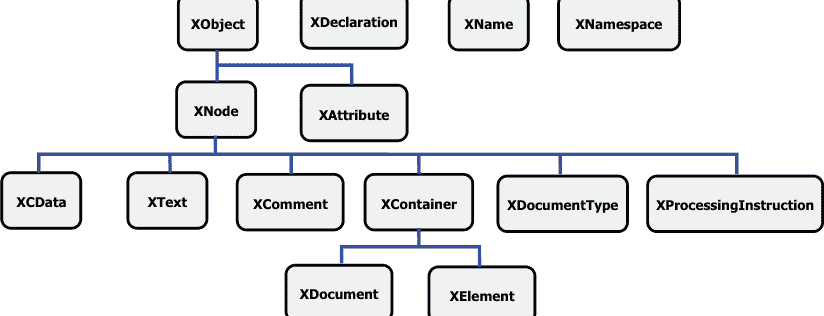 XObject
XDeclaration
XName
XNamespace
XNode
XAttribute
XCData
XText
XComment
XContainer
XDocumentType
XProcessingInstruction
XDocument
XElement